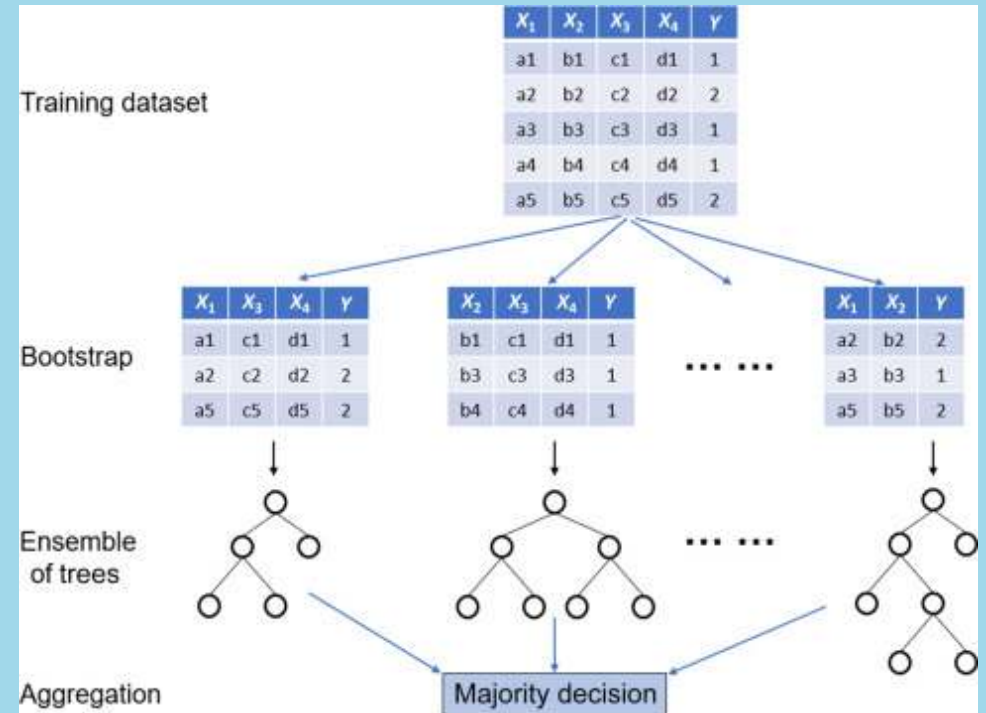 X₁ X₂ X₃ X₄ Y
a1 b1 c1 d1 1
a2 b2 c2 d2 2
a3 b3 c3 d3 1
a4 b4 c4 d4 1
a5 b5 c5 d5 2
Training dataset
X₁ X₃ X₄ Y
a1 c1 d1 1
a2 c2 d2 2
a5 c5 d5 2
X₂ X₃ X₄ Y
b1 c1 d1 1
b3 c3 d3 1
b4 c4 d4 1
... ...
X₁ X₂ Y
a2 b2 2
a3 b3 1
a5 b5 2
Bootstrap
Ensemble
of trees
... ...
Aggregation
Majority decision